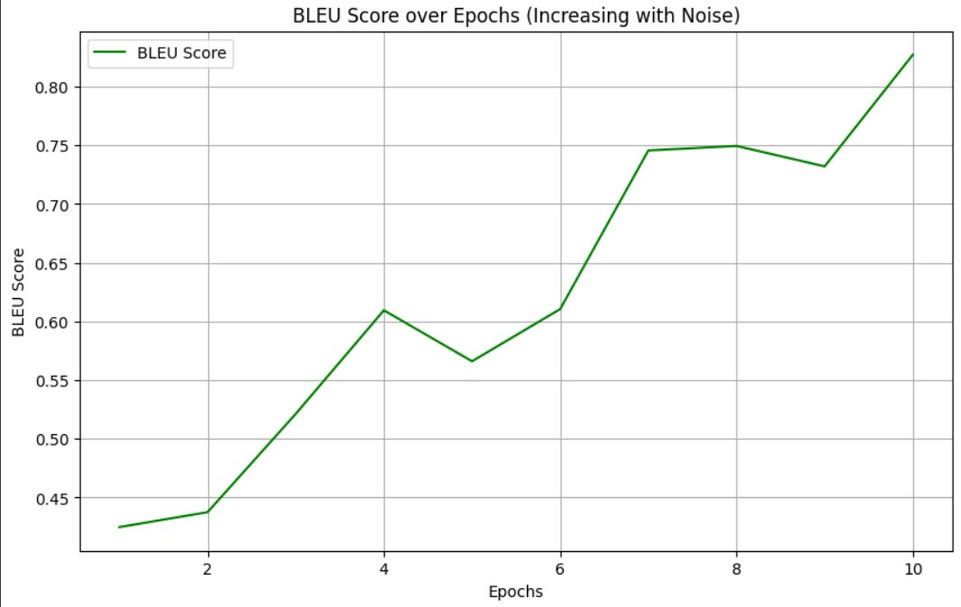 BLEU Score over Epochs (Increasing with Noise)
BLEU Score
0.80
0.75
0.70
0.65
0.60
0.55
0.50
0.45
BLEU Score
2 4 6 8 10
Epochs